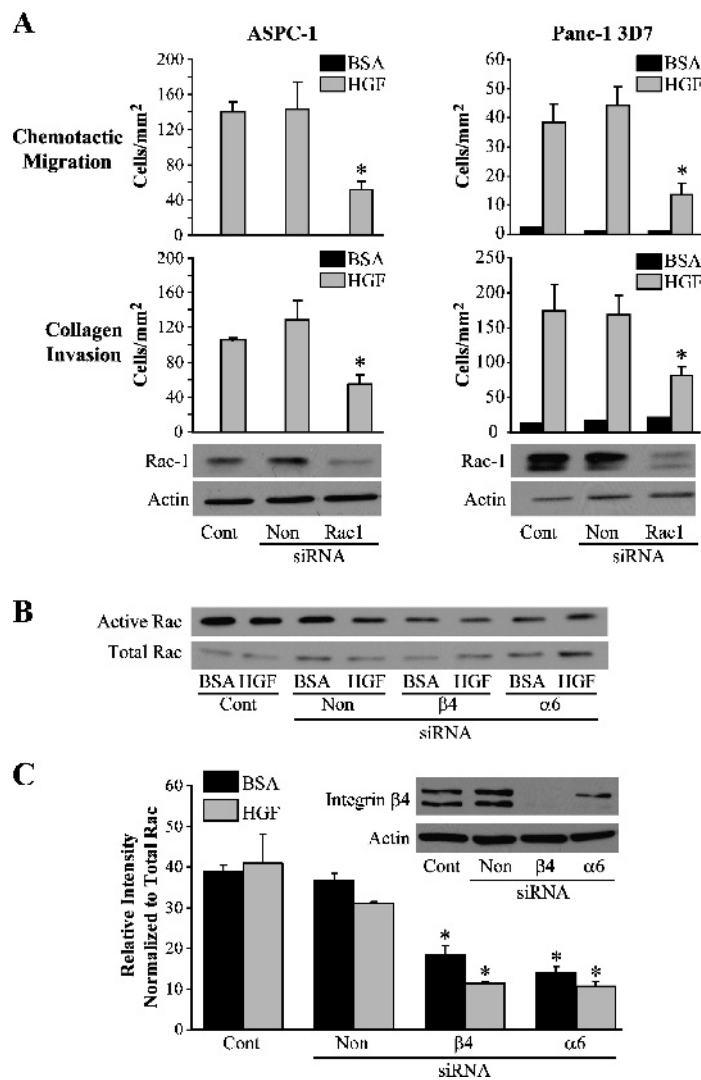 A
ASPC-1
Panc-1 3D7
Chemotactic
Migration
Cells/mm²
200
160
120
80
40
0
BSA
HGF
*
Cells/mm²
60
50
40
30
20
10
0
BSA
HGF
*
Collagen
Invasion
Cells/mm²
200
160
120
80
40
0
BSA
HGF
*
Cells/mm²
250
200
150
100
50
0
BSA
HGF
*
Rac-1
Actin
Cont Non Rac1
siRNA
Rac-1
Actin
Cont Non Rac1
siRNA
B
Active Rac
Total Rac
BSA HGF BSA HGF BSA HGF BSA HGF
Cont Non β4 α6
siRNA
C
Relative Intensity
Normalized to Total Rac
60
50
40
30
20
10
0
BSA
HGF
Integrin β4
Actin
Cont Non β4 α6
siRNA
* * * *
Cont Non β4 α6
siRNA